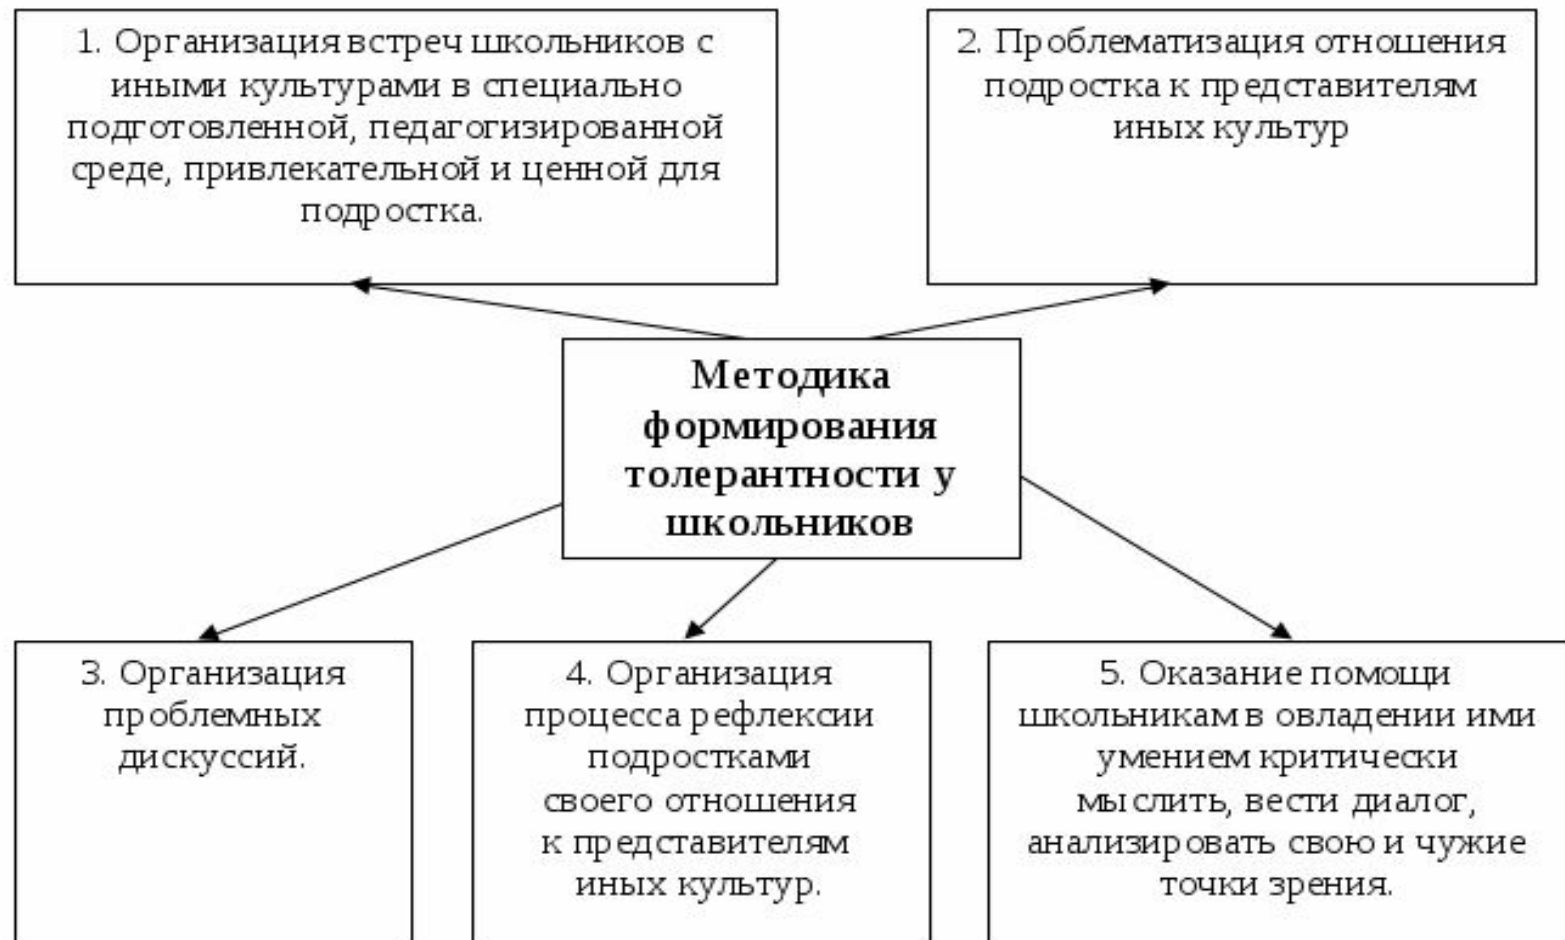 1. Организация встреч школьников с
иными культурами в специально
подготовленной, педагогизированной
среде, привлекательной и ценной для
подростка.
2. Проблематизация отношения
подростка к представителям
иных культур
Методика
формирования
толерантности у
школьников
3. Организация
проблемных
дискуссий.
4. Организация
процесса рефлексии
подростками
своего отношения
к представителям
иных культур.
5. Оказание помощи
школьникам в овладении ими
умением критически
мыслить, вести диалог,
анализировать свою и чужие
точки зрения.